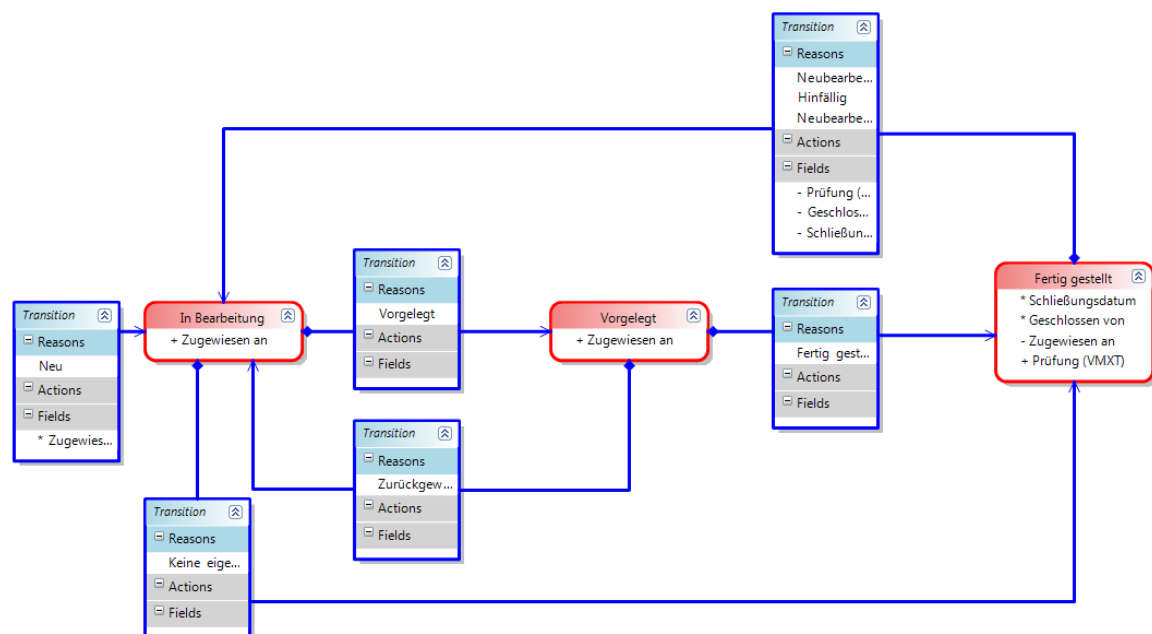 Transition
Reasons
Neubearbe...
Hinfällig
Neubearbe...
Actions
Fields
- Prüfung (...
- Geschlos...
- Schließun...
Transition
Reasons
Neu
Actions
Fields
* Zugewies...
In Bearbeitung
+ Zugewiesen an
Transition
Reasons
Vorgelegt
Actions
Fields
Vorgelegt
+ Zugewiesen an
Transition
Reasons
Fertig gest...
Actions
Fields
Fertig gestellt
* Schließungsdatum
* Geschlossen von
- Zugewiesen an
+ Prüfung (VMXT)
Transition
Reasons
Zurückgew...
Actions
Fields
Transition
Reasons
Keine eige...
Actions
Fields